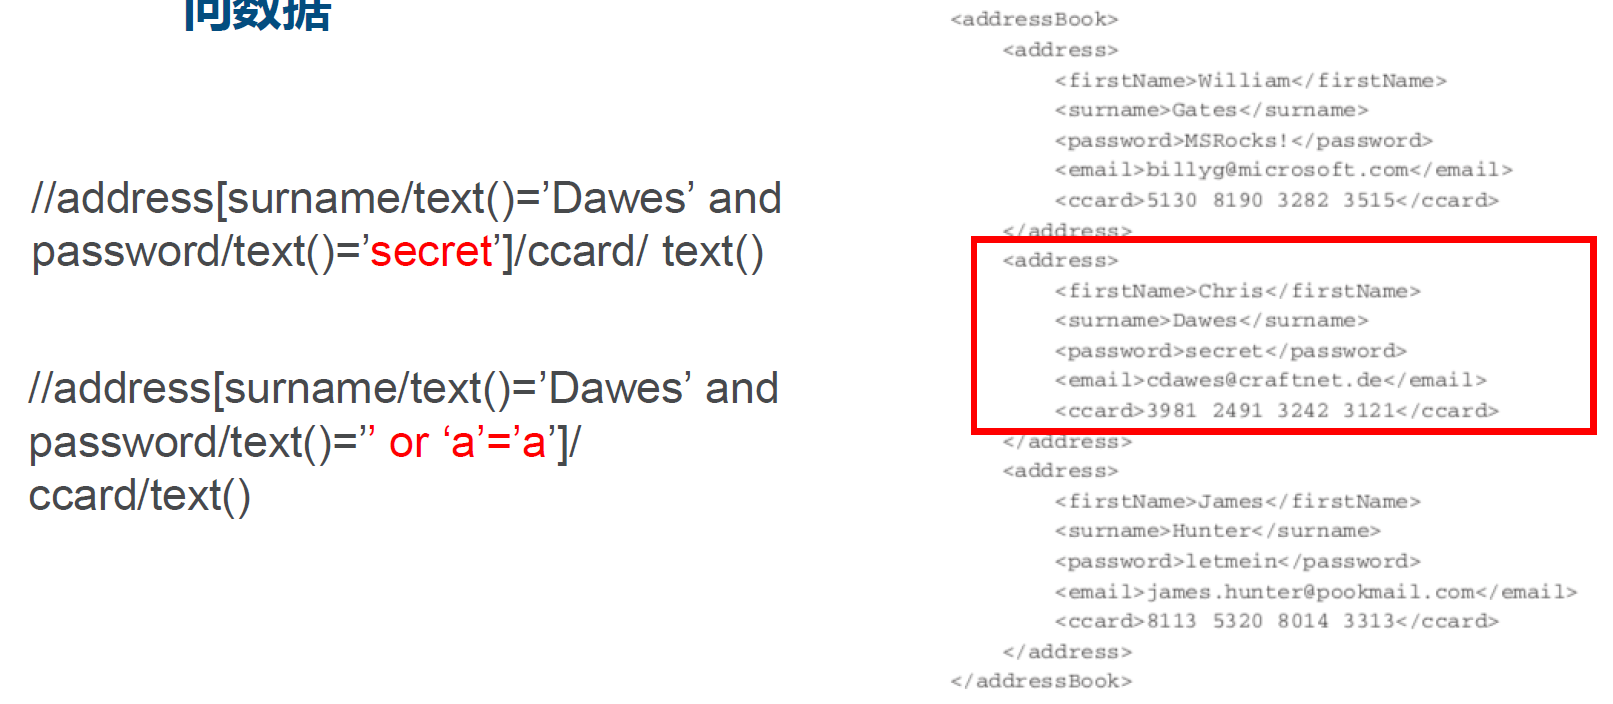 问数据
//address[surname/text()=’Dawes’ and
password/text()=’secret’]/ccard/ text()
//address[surname/text()=’Dawes’ and
password/text()=’’ or ‘a’=’a’]/
ccard/text()
<addressBook>
<address>
<firstName>William</firstName>
<surname>Gates</surname>
<password>MSRocks!</password>
<email>billyg@microsoft.com</email>
<ccard>5130 8190 3282 3515</ccard>
</address>
<address>
<firstName>Chris</firstName>
<surname>Dawes</surname>
<password>secret</password>
<email>cdawes@craftnet.de</email>
<ccard>3981 2491 3242 3121</ccard>
</address>
<address>
<firstName>James</firstName>
<surname>Hunter</surname>
<password>letmein</password>
<email>james.hunter@pookmail.com</email>
<ccard>8113 5320 8014 3313</ccard>
</address>
</addressBook>